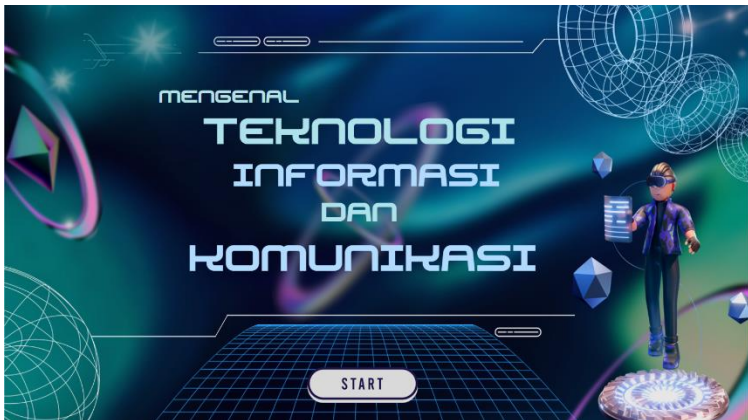 MENGENAL
TEKNOLOGI
INFORMASI
DAN
KOMUNIKASI
START